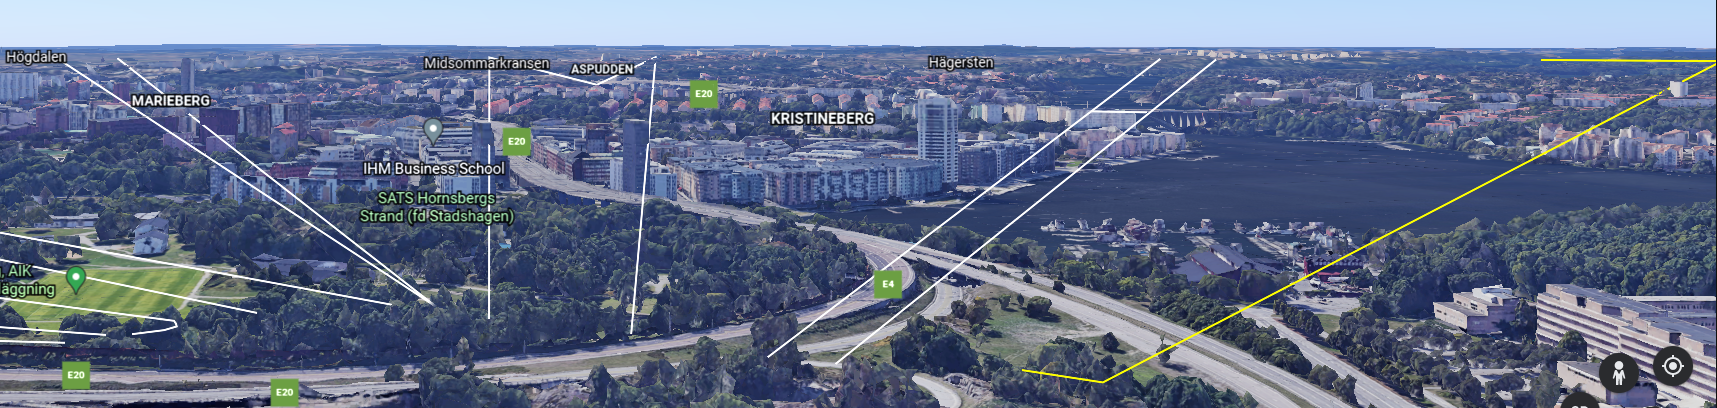 Högdalen
Midsommarkransen
ASPUDDEN
Hägersten
E20
MARIEBERG
KRISTINEBERG
E20
IHM Business School
SATS Hornsbergs
Strand (fd Stadshagen)
, AIK
äggning
E4
E20
E20